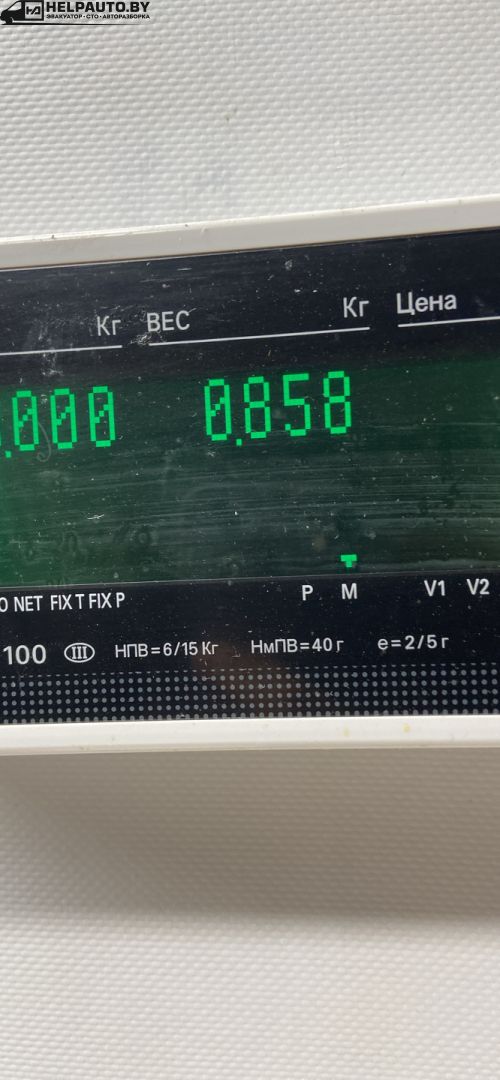 HELPAUTO.BY
ЭВАКУАТОР • СТО • АВТОРАЗБОРКА
Кг ВЕС Кг Цена
.000 0.858
O NET FIX T FIX P P M V1 V2
100 III НПВ=6/15 Кг НмПВ=40 г e=2/5 г